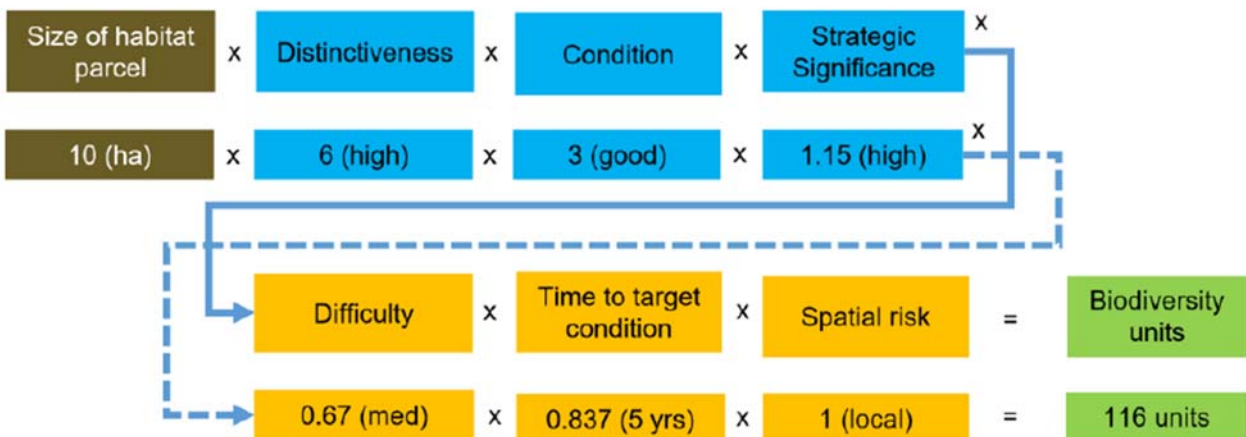 Size of habitat parcel x Distinctiveness x Condition x Strategic Significance x
10 (ha) x 6 (high) x 3 (good) x 1.15 (high) x
Difficulty x Time to target condition x Spatial risk = Biodiversity units
0.67 (med) x 0.837 (5 yrs) x 1 (local) = 116 units